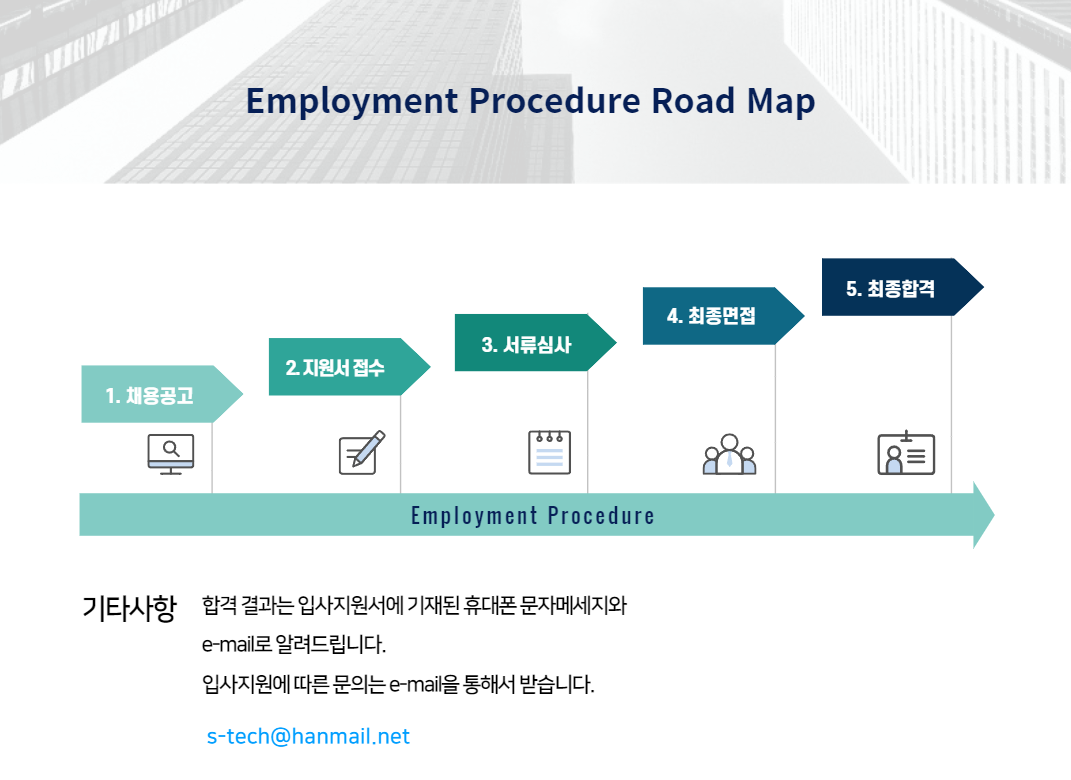 Employment Procedure Road Map
1. 채용공고
2. 지원서 접수
3. 서류심사
4. 최종면접
5. 최종합격
Employment Procedure
기타사항
합격 결과는 입사지원서에 기재된 휴대폰 문자메세지와
e-mail로 알려드립니다.
입사지원에 따른 문의는 e-mail을 통해서 받습니다.
s-tech@hanmail.net